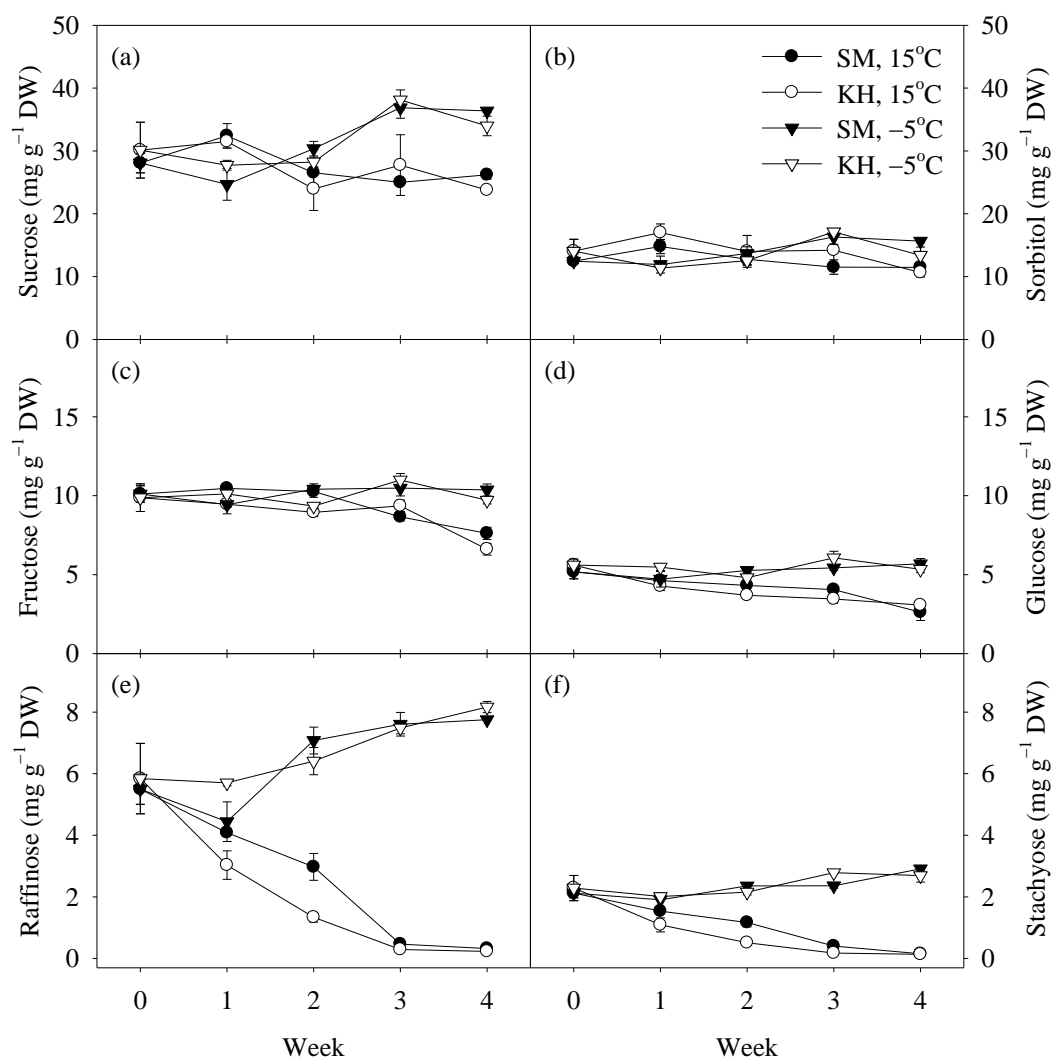 (a)
50
40
30
20
10
0
Sucrose (mg g⁻¹ DW)
(b)
SM, 15°C
KH, 15°C
SM, –5°C
KH, –5°C
50
40
30
20
10
0
Sorbitol (mg g⁻¹ DW)
(c)
15
10
5
0
Fructose (mg g⁻¹ DW)
(d)
15
10
5
0
Glucose (mg g⁻¹ DW)
(e)
8
6
4
2
0
Raffinose (mg g⁻¹ DW)
0 1 2 3 4
Week
(f)
8
6
4
2
0
Stachyose (mg g⁻¹ DW)
0 1 2 3 4
Week